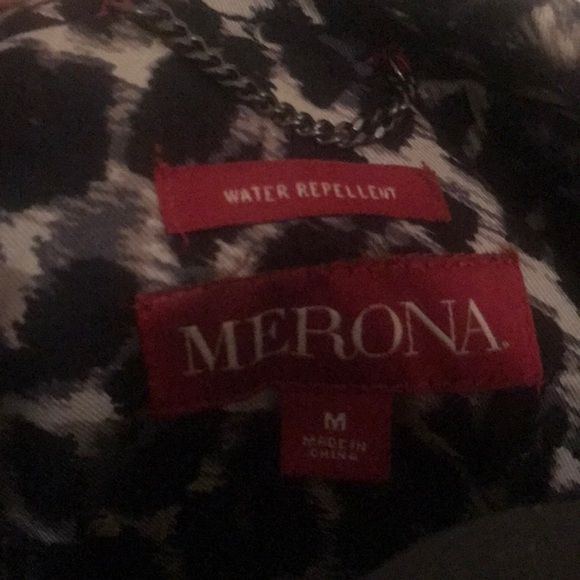 WATER REPELLENT
MERONA.
M
MADE IN
CHINA